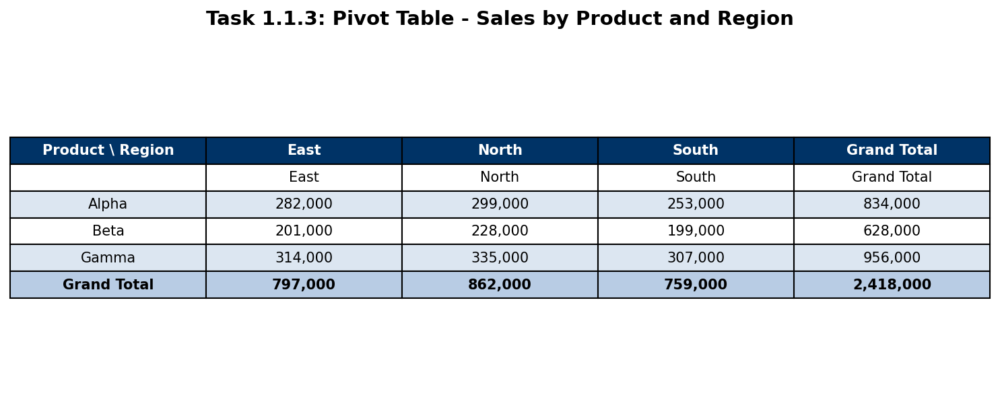 Task 1.1.3: Pivot Table - Sales by Product and Region
Product \ Region East North South Grand Total
East North South Grand Total
Alpha 282,000 299,000 253,000 834,000
Beta 201,000 228,000 199,000 628,000
Gamma 314,000 335,000 307,000 956,000
Grand Total 797,000 862,000 759,000 2,418,000